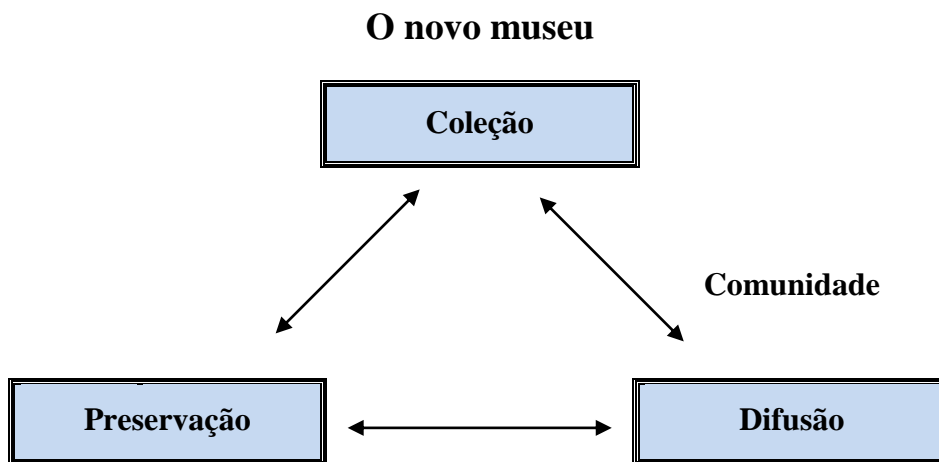 O novo museu
Coleção
Comunidade
Preservação
Difusão